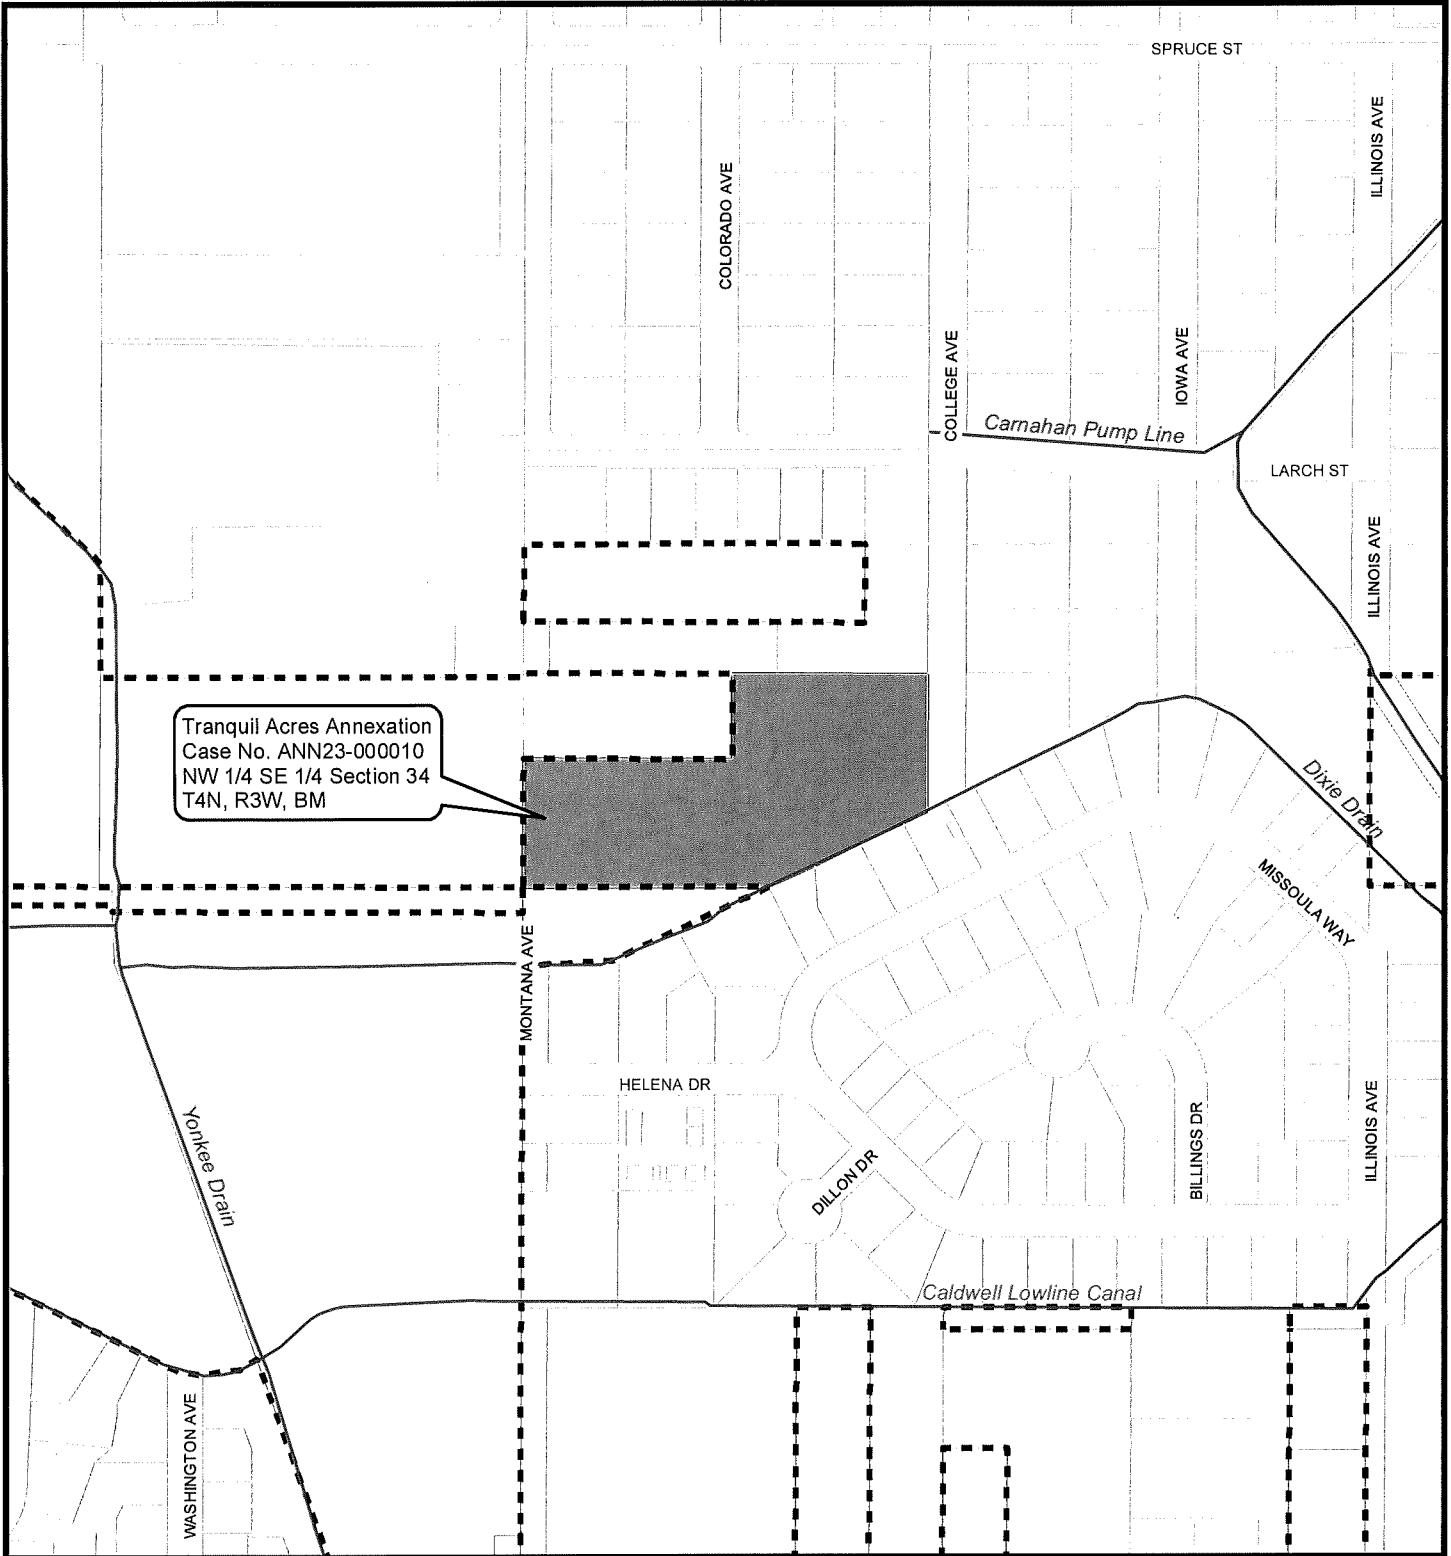 SPRUCE ST
ILLINOIS AVE
COLORADO AVE
COLLEGE AVE
IOWA AVE
Carnahan Pump Line
LARCH ST
ILLINOIS AVE
Tranquil Acres Annexation
Case No. ANN23-000010
NW 1/4 SE 1/4 Section 34
T4N, R3W, BM
Dixie Drain
MISSOULA WAY
MONTANA AVE
HELENA DR
Yonkee Drain
DILLON DR
BILLINGS DR
ILLINOIS AVE
Caldwell Lowline Canal
WASHINGTON AVE